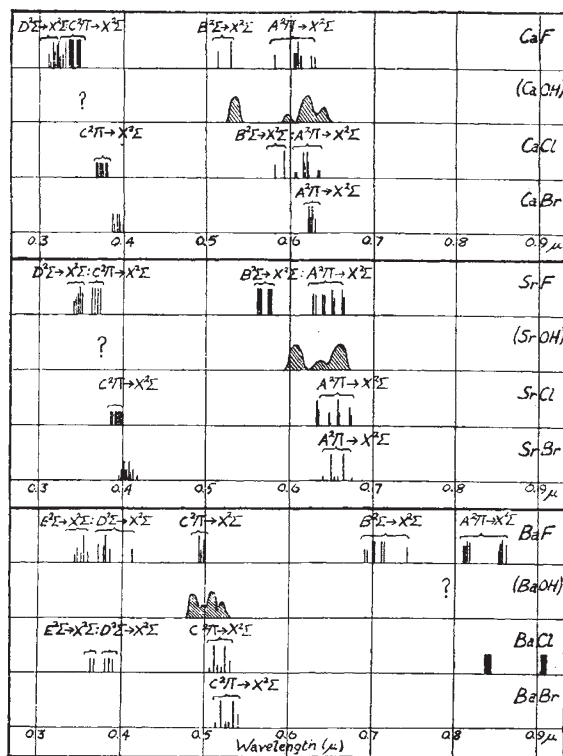 D²Σ→X²Σ C²Π→X²Σ B²Σ→X²Σ A²Π→X²Σ CaF
? (CaOH)
C²Π→X²Σ B²Σ→X²Σ : A²Π→X²Σ CaCl
A²Π→X²Σ CaBr
0.3 0.4 0.5 0.6 0.7 0.8 0.9 μ
D²Σ→X²Σ : C²Π→X²Σ B²Σ→X²Σ : A²Π→X²Σ SrF
? (SrOH)
C²Π→X²Σ A²Π→X²Σ SrCl
A²Π→X²Σ SrBr
0.3 0.4 0.5 0.6 0.7 0.8 0.9 μ
E²Σ→X²Σ : D²Σ→X²Σ C²Π→X²Σ B²Σ→X²Σ A²Π→X²Σ BaF
? (BaOH)
E²Σ→X²Σ : D²Σ→X²Σ C²Π→X²Σ BaCl
C²Π→X²Σ BaBr
0.3 0.4 0.5 Wavelength (μ) 0.6 0.7 0.8 0.9 μ